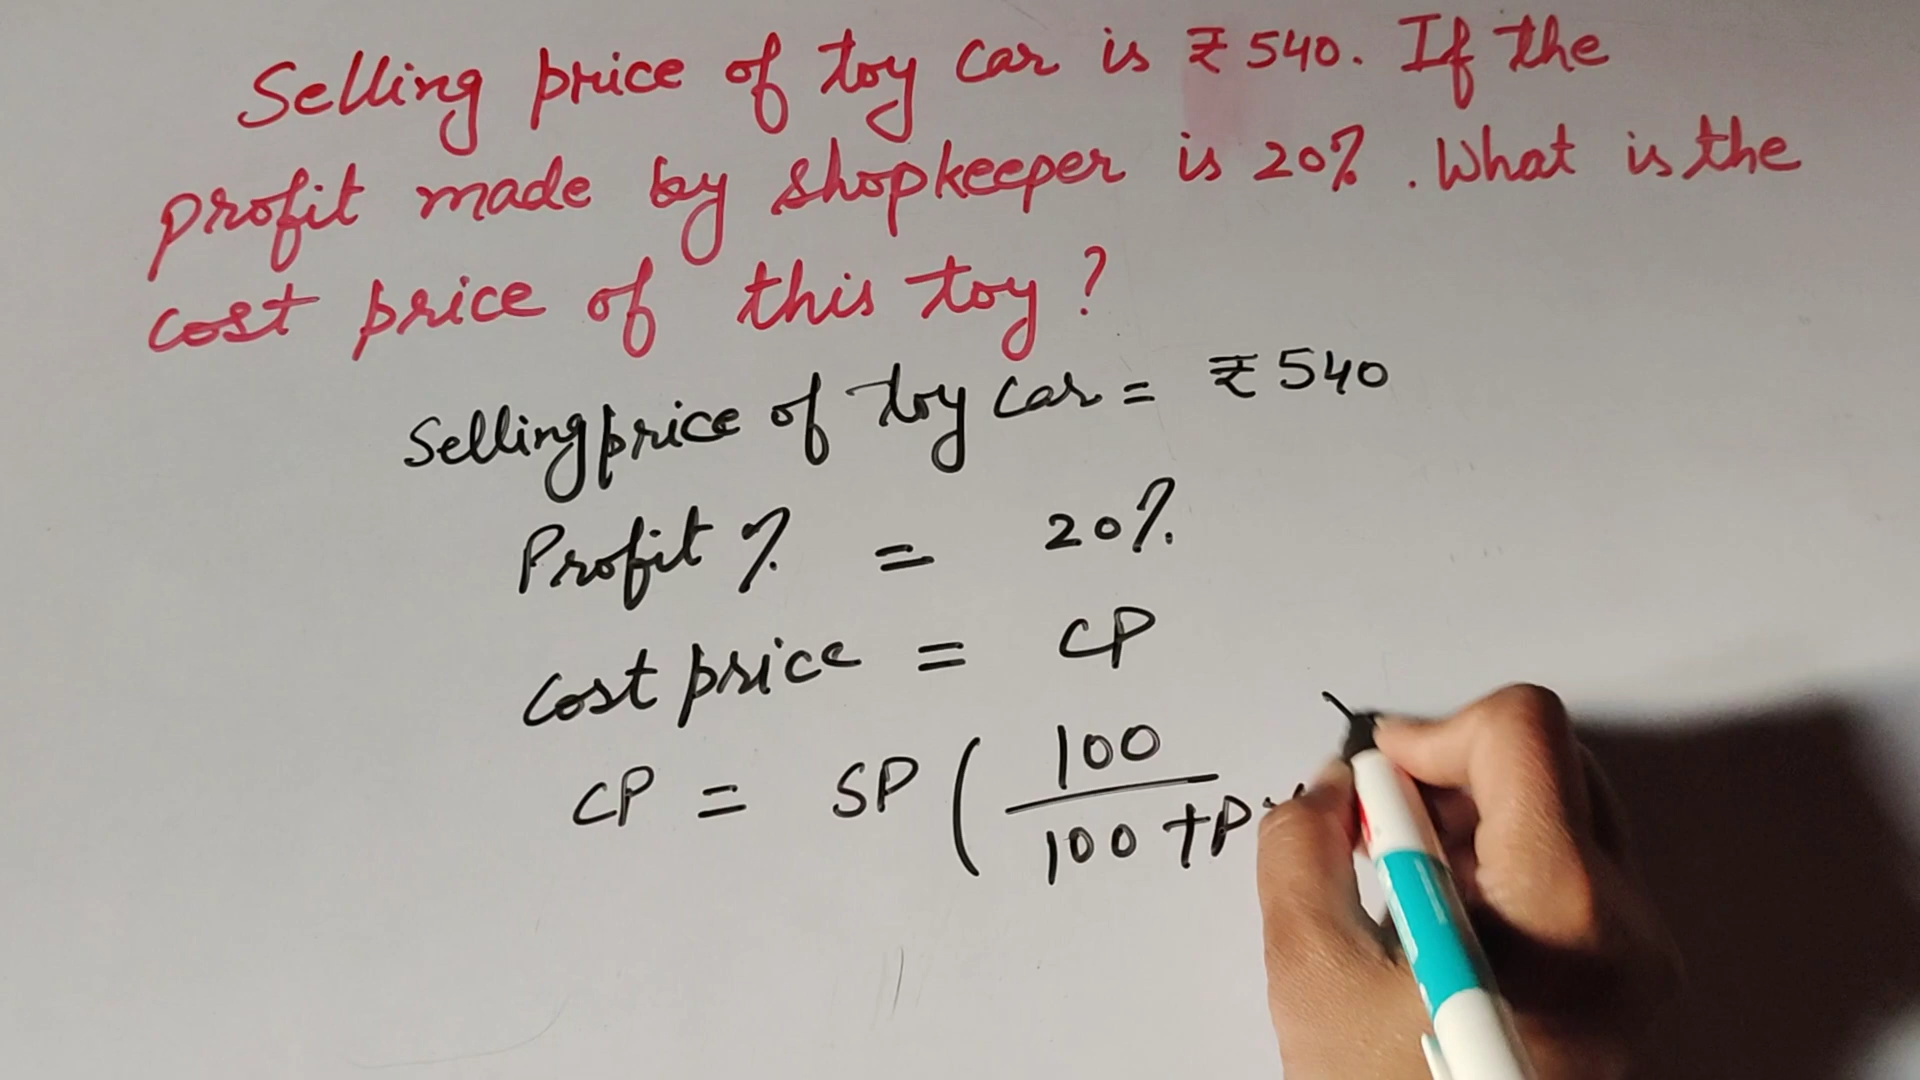 Selling price of toy car is ₹540. If the
profit made by shopkeeper is 20%. What is the
cost price of this toy?
Selling price of toy car = ₹540
Profit % = 20%
Cost price = CP
CP = SP ( 100
100 + P